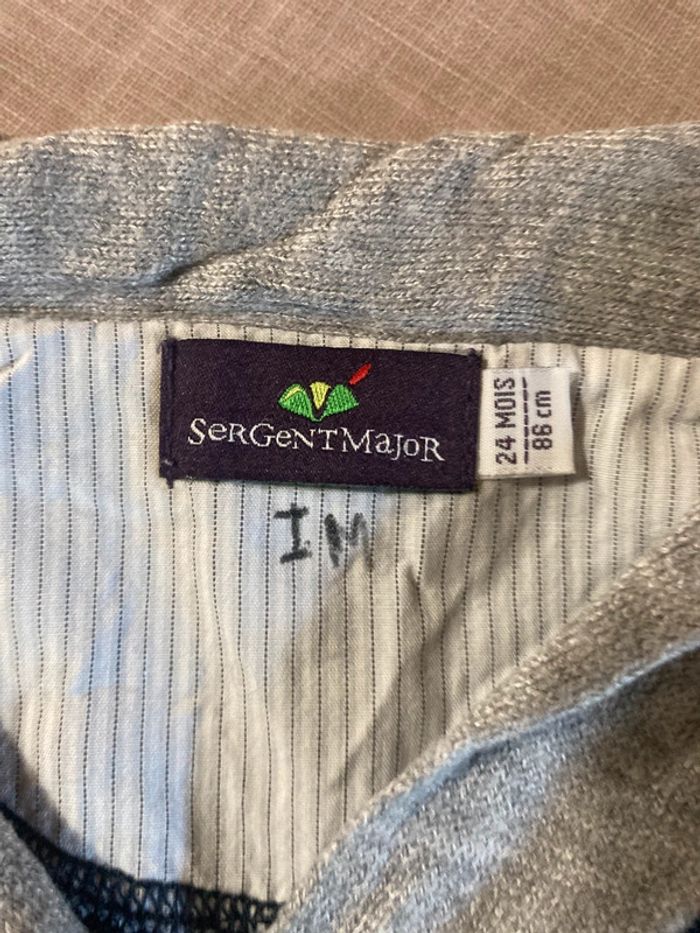 SeRGeNTMaJoR
24 MOIS
86 cm
IM